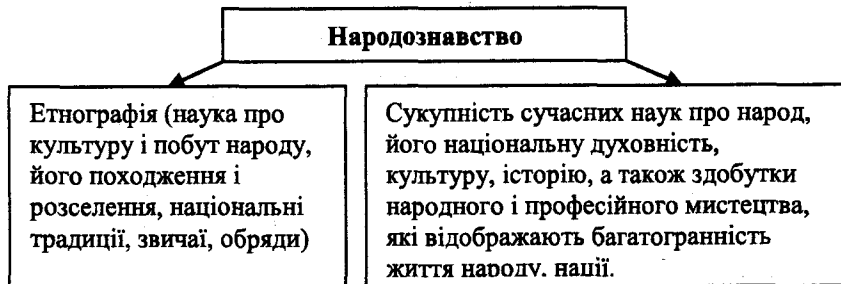 Народознавство
Етнографія (наука про
культуру і побут народу,
його походження і
розселення, національні
традиції, звичаї, обряди)
Сукупність сучасних наук про народ,
його національну духовність,
культуру, історію, а також здобутки
народного і професійного мистецтва,
які відображають багатогранність
життя народу, нації.